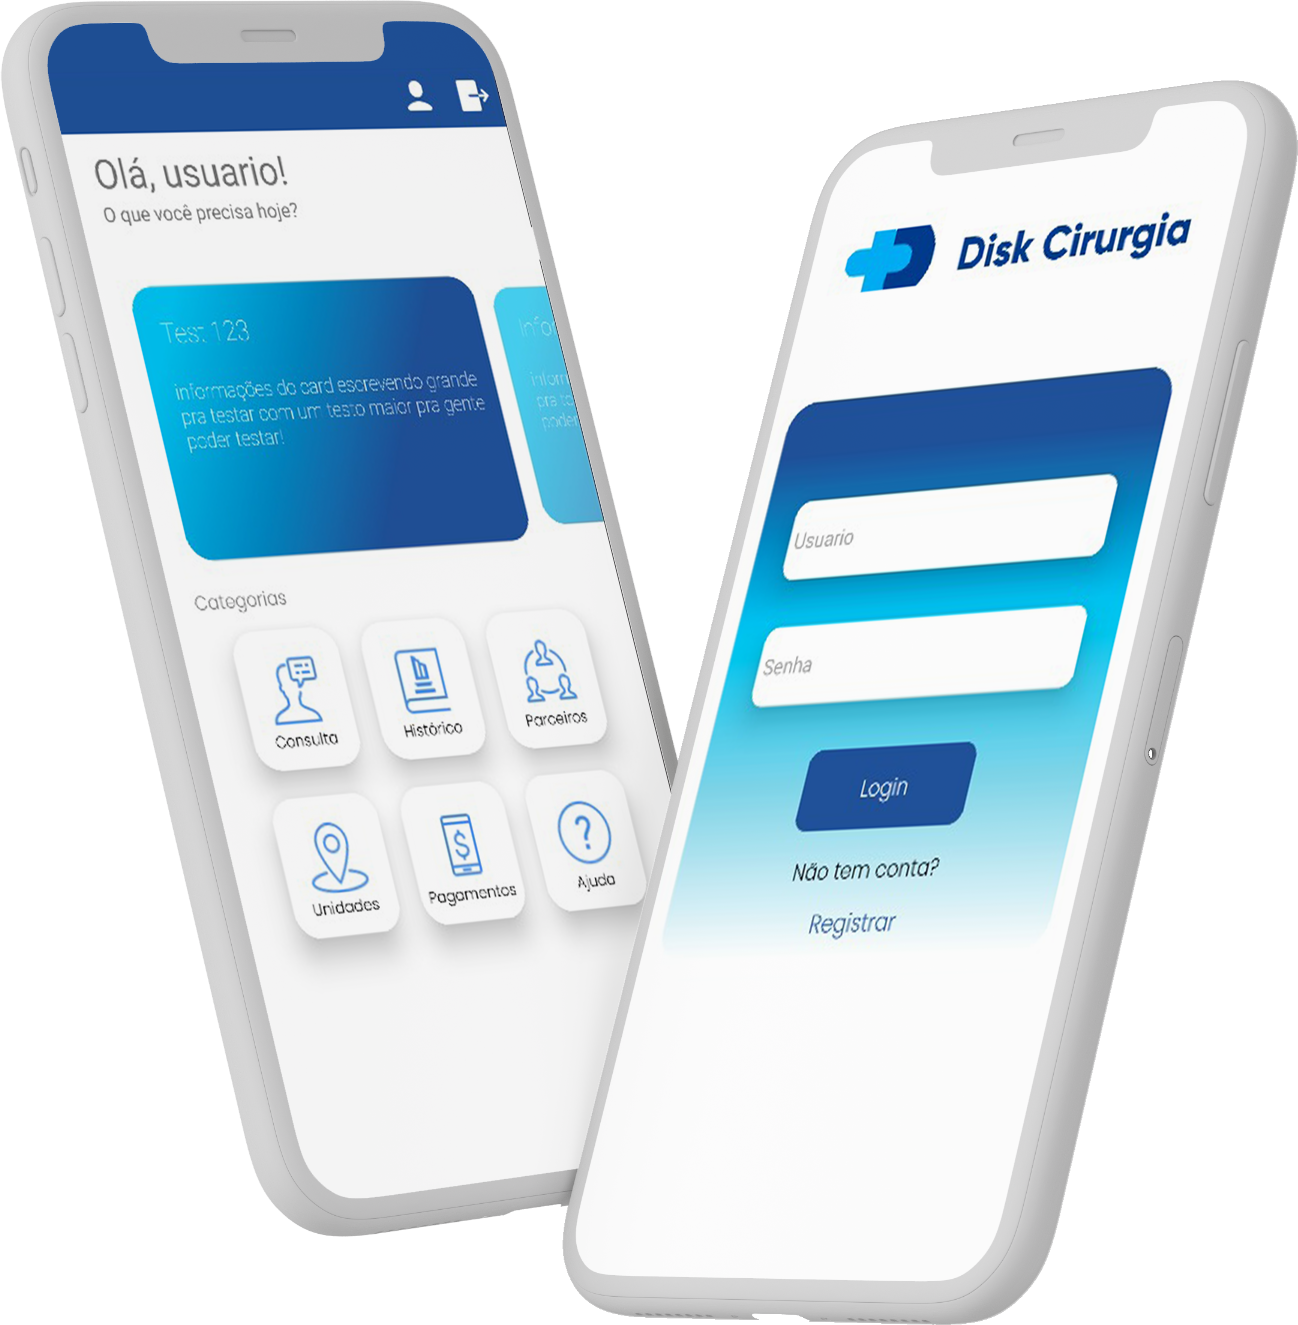 Olá, usuario!
O que você precisa hoje?
Test 123
informações do card escrevendo grande
pra testar com um testo maior pra gente
poder testar!
Info
inform
pra te
poder
Categorias
Consulta
Histórico
Parceiros
Unidades
Pagamentos
Ajuda
Disk Cirurgia
Usuario
Senha
Login
Não tem conta?
Registrar